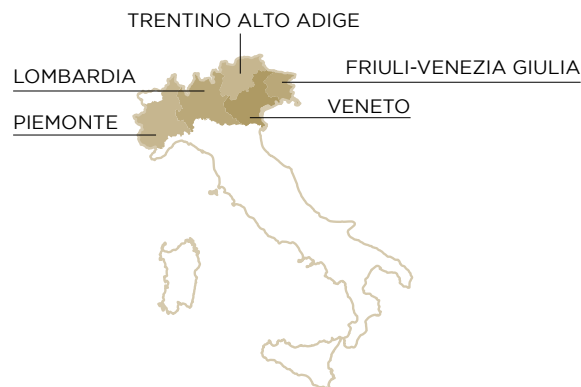 TRENTINO ALTO ADIGE
FRIULI-VENEZIA GIULIA
LOMBARDIA
VENETO
PIEMONTE